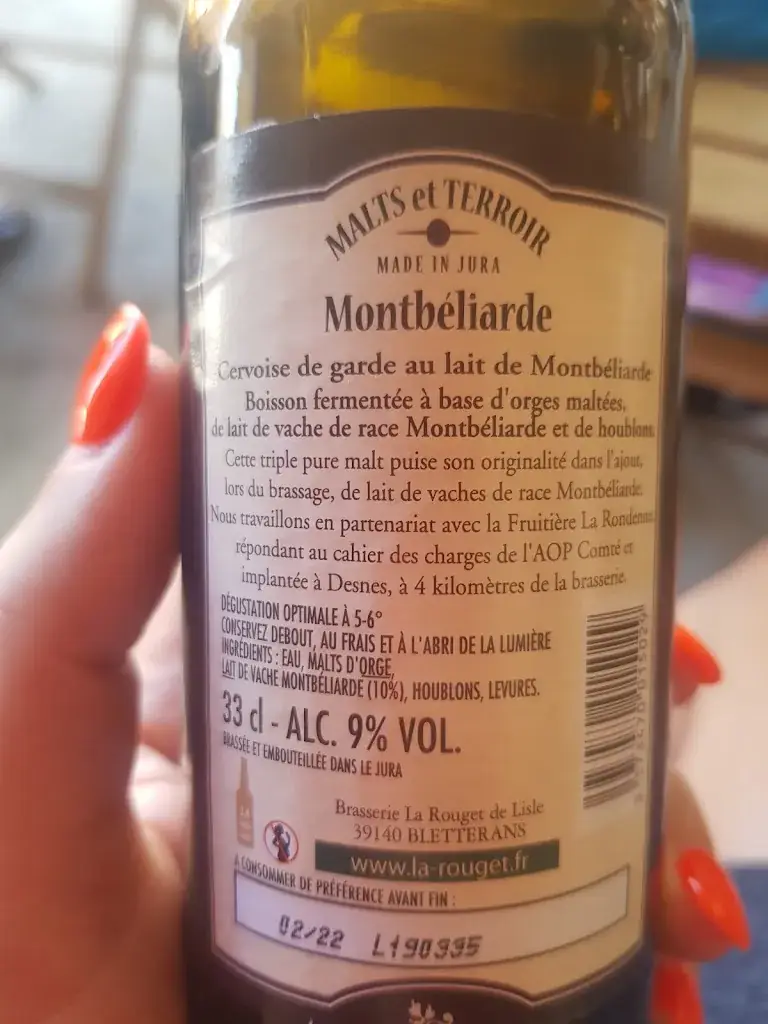 MALTS et TERROIR
MADE IN JURA
Montbéliarde
Cervoise de garde au lait de Montbéliarde
Boisson fermentée à base d'orges maltées,
de lait de vache de race Montbéliarde et de houblons.
Cette triple pure malt puise son originalité dans l'ajout,
lors du brassage, de lait de vaches de race Montbéliarde.
Nous travaillons en partenariat avec la Fruitière La
répondant au cahier des charges de l'AOP Comté et
implantée à Desnes, à 4 kilomètres de la brasserie.
DÉGUSTATION OPTIMALE À 5-6°
CONSERVEZ DEBOUT, AU FRAIS ET À L'ABRI DE LA LUMIÈRE
INGRÉDIENTS : EAU, MALTS D'ORGE,
LAIT DE VACHE MONTBÉLIARDE (10%), HOUBLONS, LEVURES.
33 cl - ALC. 9% VOL.
BRASSÉE ET EMBOUTEILLÉE DANS LE JURA
Brasserie La Rouget de Lisle
39140 BLETTERANS
www.la-rouget.fr
À CONSOMMER DE PRÉFÉRENCE AVANT FIN :
02/22 L190335